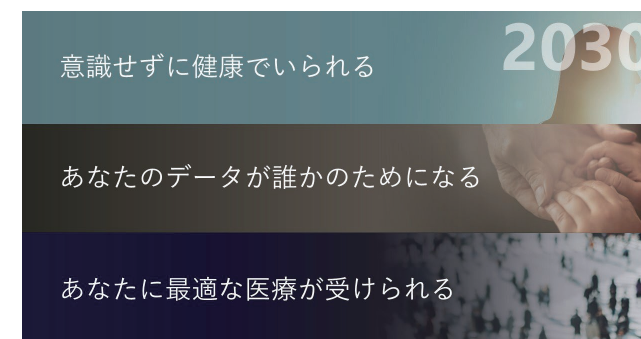 2030
意識せずに健康でいられる
あなたのデータが誰かのためになる
あなたに最適な医療が受けられる